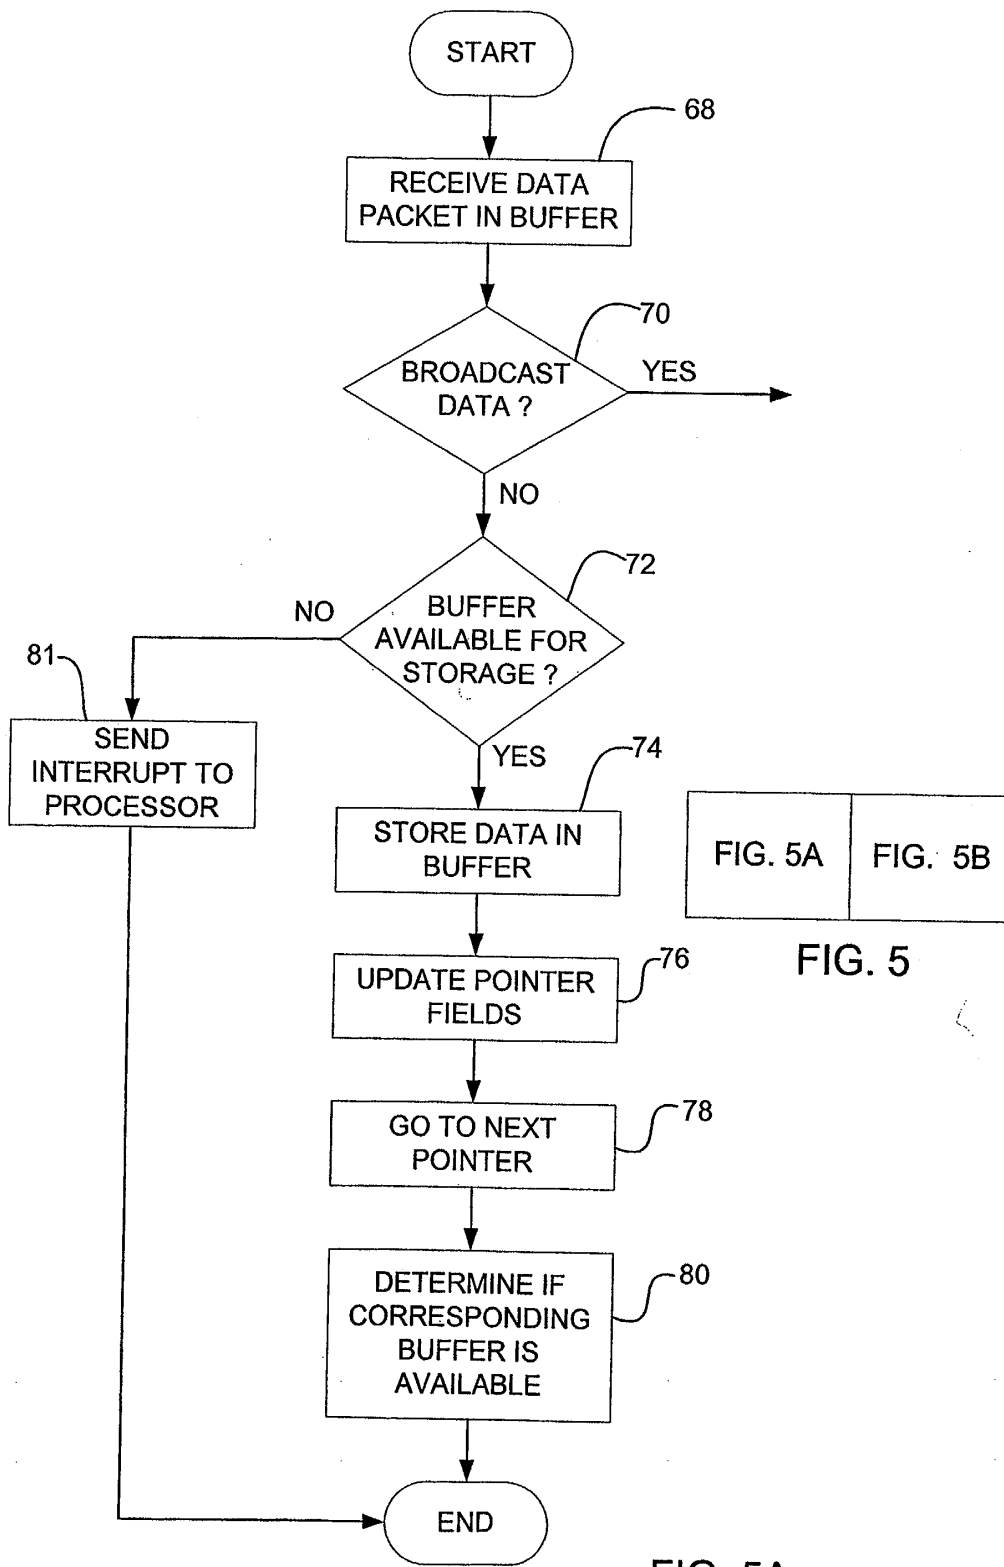 START
68
RECEIVE DATA
PACKET IN BUFFER
70
BROADCAST
DATA ?
YES
NO
72
BUFFER
AVAILABLE FOR
STORAGE ?
NO
81
SEND
INTERRUPT TO
PROCESSOR
YES
74
STORE DATA IN
BUFFER
FIG. 5A
FIG. 5B
FIG. 5
76
UPDATE POINTER
FIELDS
78
GO TO NEXT
POINTER
80
DETERMINE IF
CORRESPONDING
BUFFER IS
AVAILABLE
END
FIG. 5A